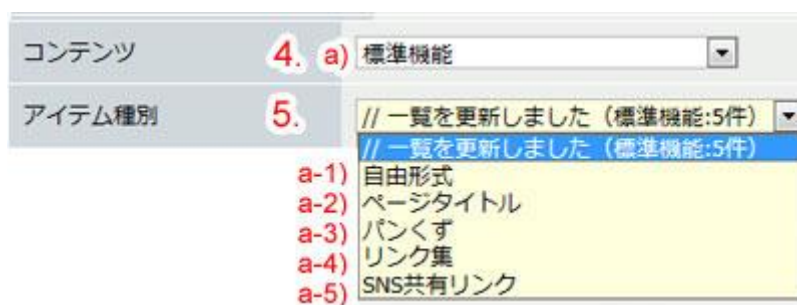 コンテンツ 4. a) 標準機能
アイテム種別 5. // 一覧を更新しました（標準機能:5件）
// 一覧を更新しました（標準機能:5件）
a-1) 自由形式
a-2) ページタイトル
a-3) パンくず
a-4) リンク集
a-5) SNS共有リンク